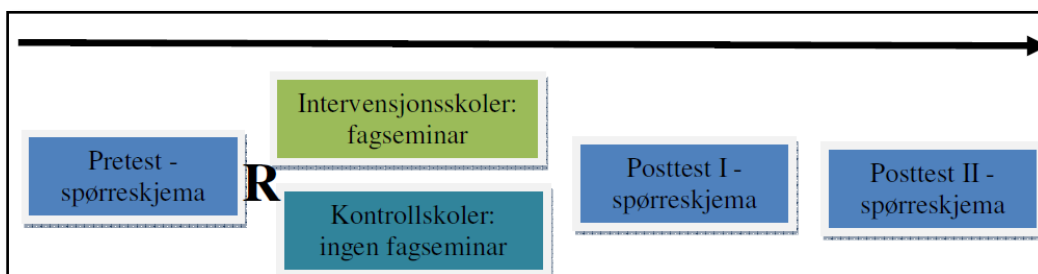 Pretest -
spørreskjema
R
Intervensjonsskoler:
fagseminar
Kontrollskoler:
ingen fagseminar
Posttest I -
spørreskjema
Posttest II -
spørreskjema